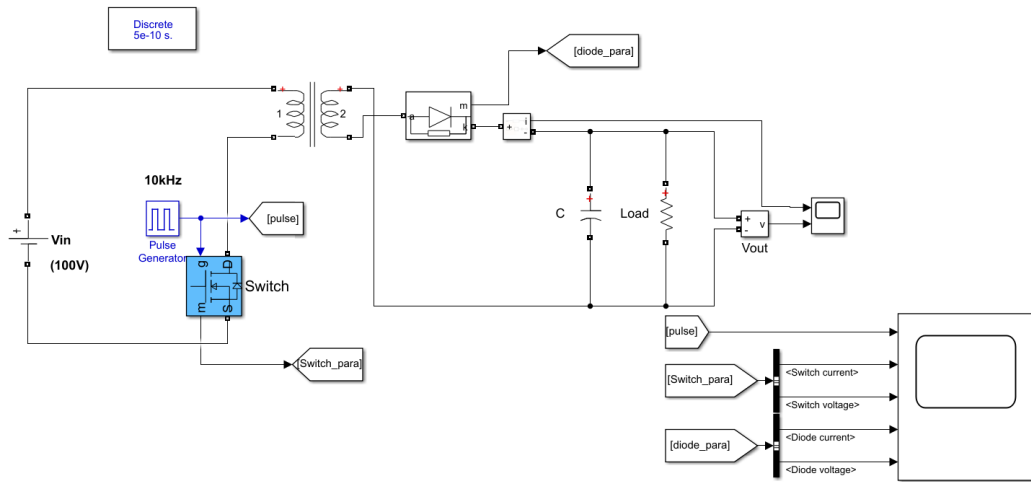 Discrete
5e-10 s.
[diode_para]
1
2
a
m
k
+
i
-
10kHz
[pulse]
Pulse
Generator
g
D
m
S
Switch
+
Vin
(100V)
C
Load
+
-
v
Vout
[Switch_para]
[pulse]
[Switch_para]
<Switch current>
<Switch voltage>
[diode_para]
<Diode current>
<Diode voltage>